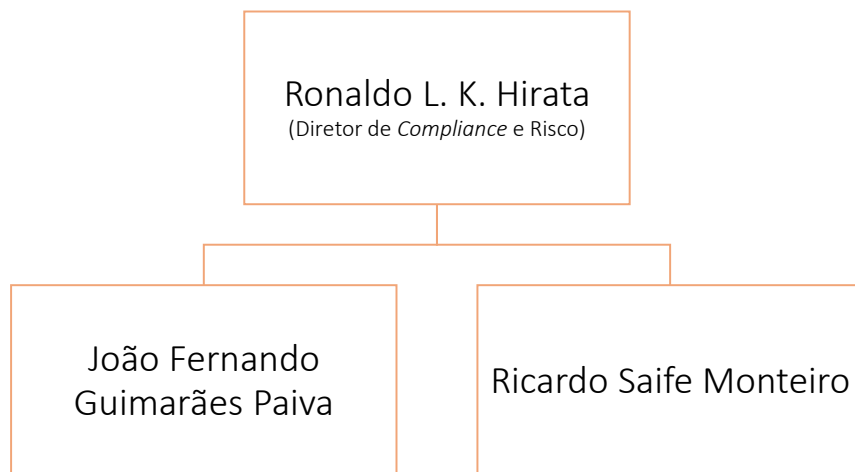 Ronaldo L. K. Hirata
(Diretor de Compliance e Risco)
João Fernando
Guimarães Paiva
Ricardo Saife Monteiro